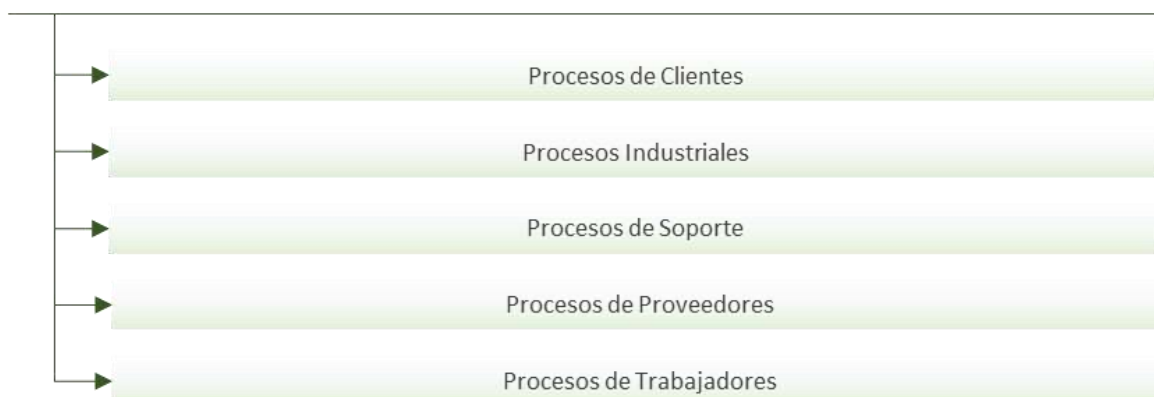 Procesos de Clientes
Procesos Industriales
Procesos de Soporte
Procesos de Proveedores
Procesos de Trabajadores